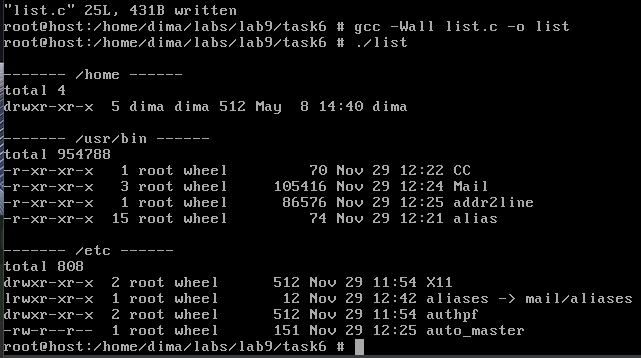 "list.c" 25L, 431B written
root@host:/home/dima/labs/lab9/task6 # gcc -Wall list.c -o list
root@host:/home/dima/labs/lab9/task6 # ./list

------- /home ------
total 4
drwxr-xr-x  5 dima dima 512 May  8 14:40 dima

------- /usr/bin ------
total 954788
-r-xr-xr-x   1 root wheel        70 Nov 29 12:22 CC
-r-xr-xr-x   3 root wheel    105416 Nov 29 12:24 Mail
-r-xr-xr-x   1 root wheel     86576 Nov 29 12:25 addr2line
-r-xr-xr-x  15 root wheel        74 Nov 29 12:21 alias

------- /etc ------
total 808
drwxr-xr-x  2 root wheel     512 Nov 29 11:54 X11
lrwxr-xr-x  1 root wheel      12 Nov 29 12:42 aliases -> mail/aliases
drwxr-xr-x  2 root wheel     512 Nov 29 11:54 authpf
-rw-r--r--  1 root wheel     151 Nov 29 12:25 auto_master
root@host:/home/dima/labs/lab9/task6 #